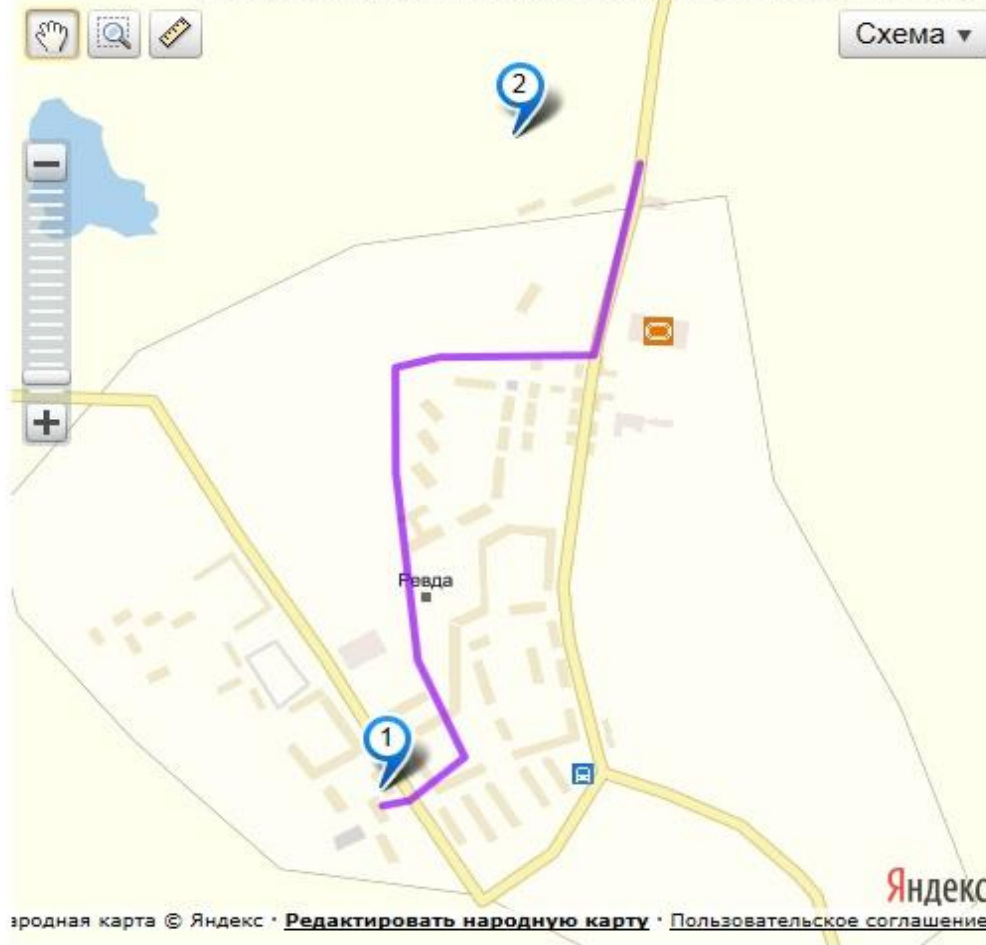 Схема
2
Ревда
1
Яндекс
ародная карта © Яндекс · Редактировать народную карту · Пользовательское соглашение